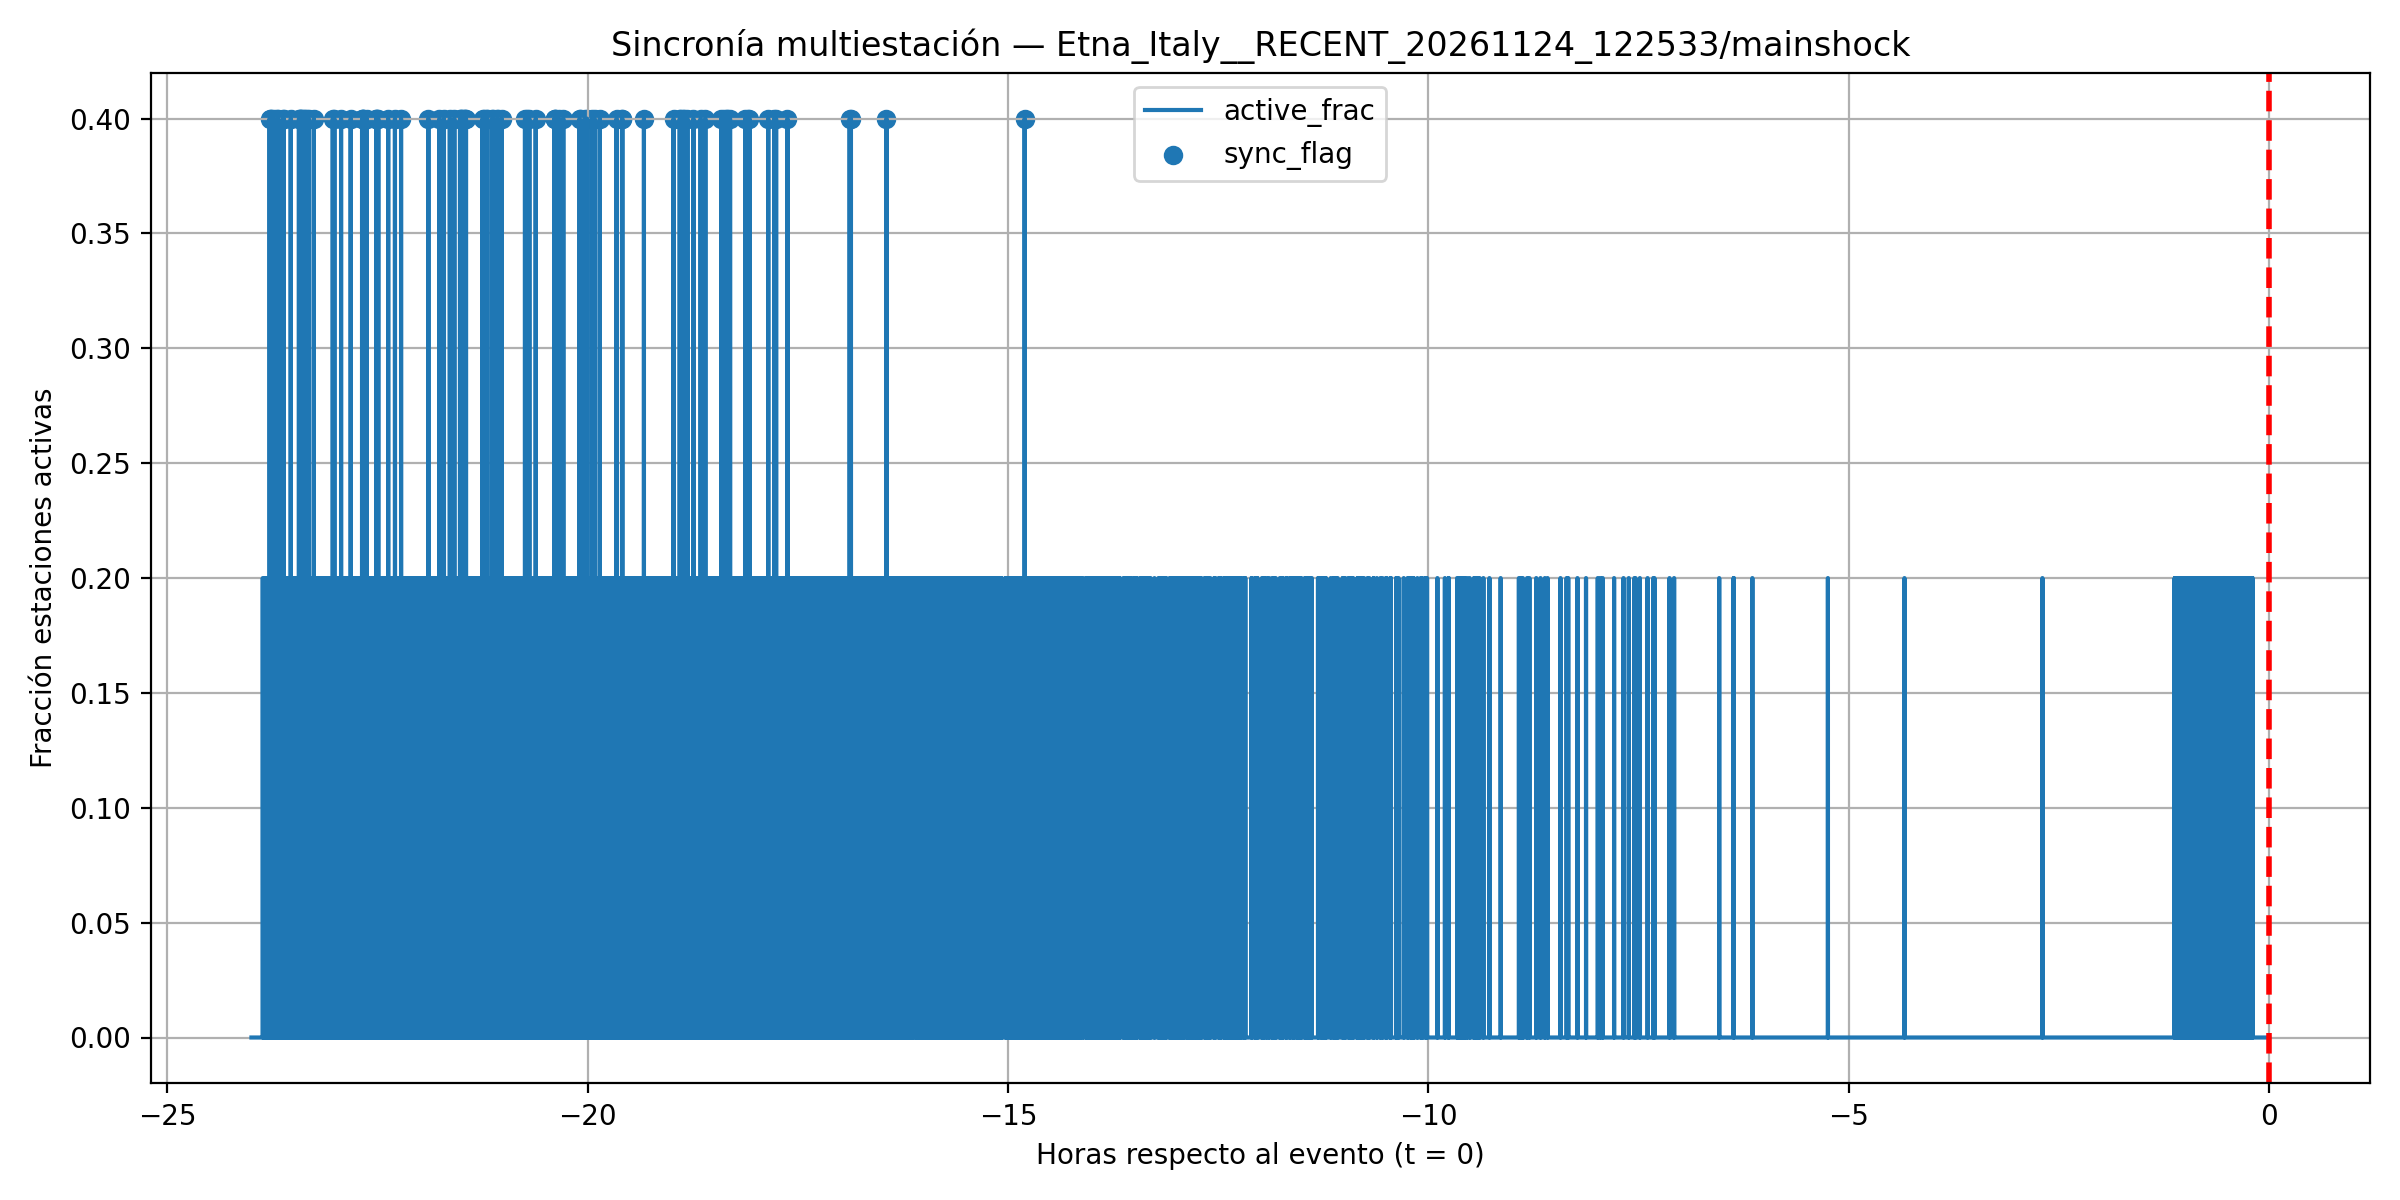 Sincronía multiestación — Etna_Italy__RECENT_20261124_122533/mainshock
active_frac
sync_flag
Fracción estaciones activas
0.40
0.35
0.30
0.25
0.20
0.15
0.10
0.05
0.00
−25 −20 −15 −10 −5 0
Horas respecto al evento (t = 0)